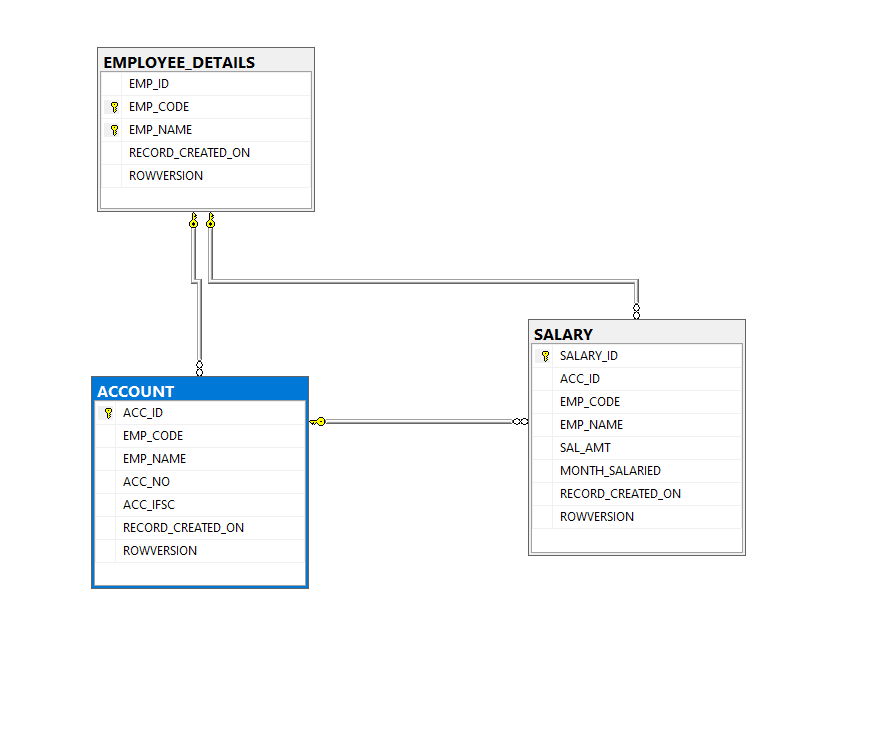 EMPLOYEE_DETAILS
EMP_ID
EMP_CODE
EMP_NAME
RECORD_CREATED_ON
ROWVERSION
SALARY
SALARY_ID
ACC_ID
EMP_CODE
EMP_NAME
SAL_AMT
MONTH_SALARIED
RECORD_CREATED_ON
ROWVERSION
ACCOUNT
ACC_ID
EMP_CODE
EMP_NAME
ACC_NO
ACC_IFSC
RECORD_CREATED_ON
ROWVERSION